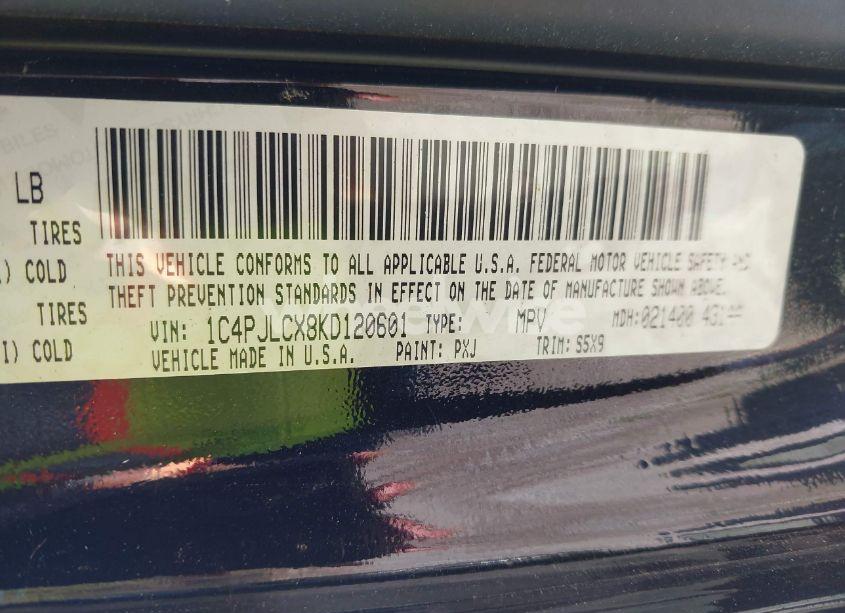 LB
TIRES
) COLD
TIRES
I) COLD
THIS VEHICLE CONFORMS TO ALL APPLICABLE U.S.A. FEDERAL MOTOR VEHICLE SAFETY AND
THEFT PREVENTION STANDARDS IN EFFECT ON THE DATE OF MANUFACTURE SHOWN ABOVE.
VIN: 1C4PJLCX8KD120601 TYPE: MPV MDH: 021400 431
VEHICLE MADE IN U.S.A. PAINT: PXJ TRIM: S5X9